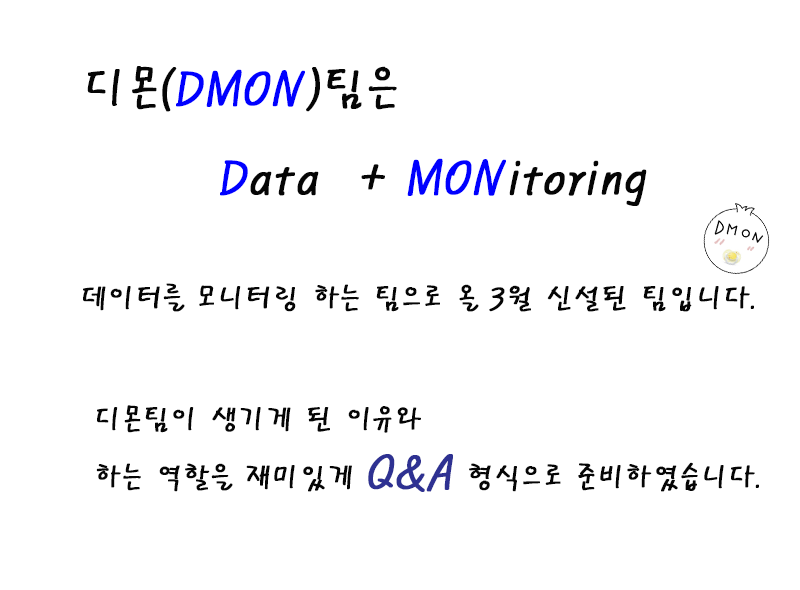 디몬(DMON)팀은
Data + MONitoring
DMON
데이터를 모니터링 하는 팀으로 올 3월 신설된 팀입니다.
디몬팀이 생기게 된 이유와
하는 역할을 재미있게 Q&A 형식으로 준비하였습니다.